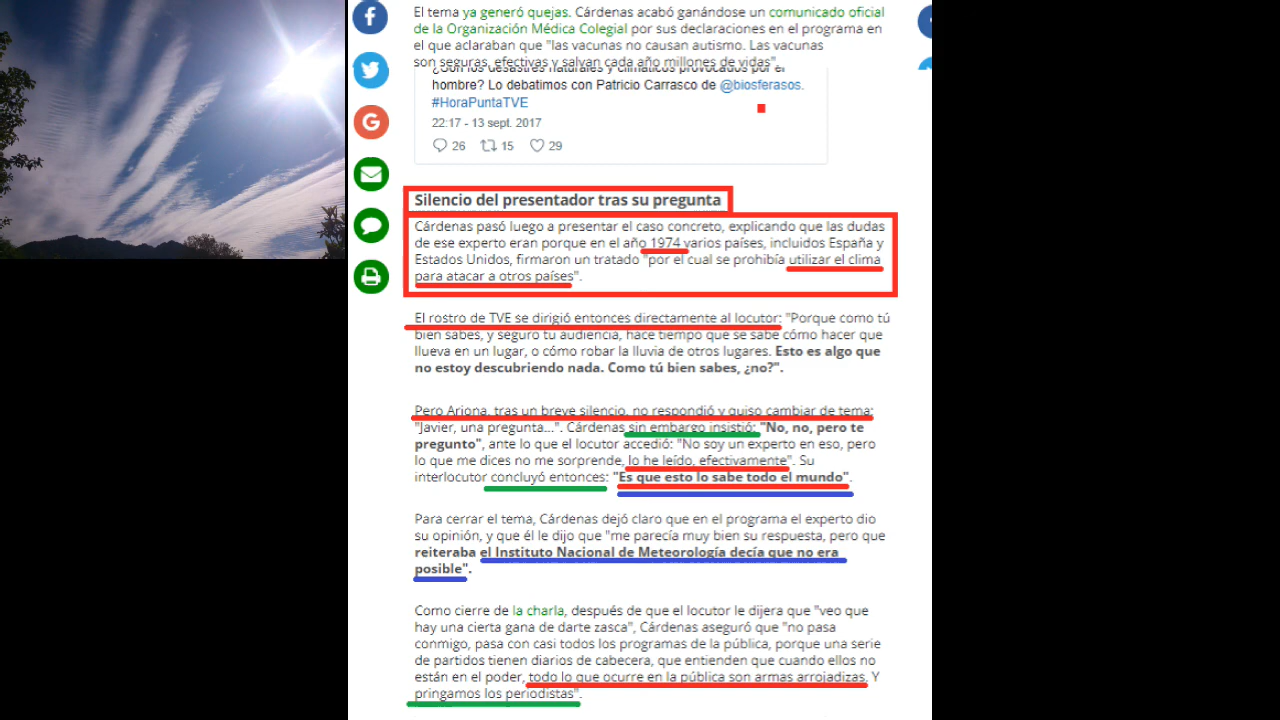 El tema ya generó quejas. Cárdenas acabó ganándose un comunicado oficial
de la Organización Médica Colegial por sus declaraciones en el programa en
el que aclaraban que "las vacunas no causan autismo. Las vacunas
son seguras, efectivas y salvan cada año millones de vidas".
¿Son los desastres naturales y climáticos provocados por el
hombre? Lo debatimos con Patricio Carrasco de @biosferasos.
#HoraPuntaTVE
22:17 - 13 sept. 2017
26 15 29
Silencio del presentador tras su pregunta
Cárdenas pasó luego a presentar el caso concreto, explicando que las dudas
de ese experto eran porque en el año 1974 varios países, incluidos España y
Estados Unidos, firmaron un tratado "por el cual se prohibía utilizar el clima
para atacar a otros países".
El rostro de TVE se dirigió entonces directamente al locutor: "Porque como tú
bien sabes, y seguro tu audiencia, hace tiempo que se sabe cómo hacer que
llueva en un lugar, o cómo robar la lluvia de otros lugares. Esto es algo que
no estoy descubriendo nada. Como tú bien sabes, ¿no?".
Pero Arjona, tras un breve silencio, no respondió y quiso cambiar de tema:
"Javier, una pregunta...". Cárdenas sin embargo insistió: "No, no, pero te
pregunto", ante lo que el locutor accedió: "No soy un experto en eso, pero
lo que me dices no me sorprende, lo he leído, efectivamente". Su
interlocutor concluyó entonces: "Es que esto lo sabe todo el mundo".
Para cerrar el tema, Cárdenas dejó claro que en el programa el experto dio
su opinión, y que él le dijo que "me parecía muy bien su respuesta, pero que
reiteraba el Instituto Nacional de Meteorología decía que no era
posible".
Como cierre de la charla, después de que el locutor le dijera que "veo que
hay una cierta gana de darte zasca", Cárdenas aseguró que "no pasa
conmigo, pasa con casi todos los programas de la pública, porque una serie
de partidos tienen diarios de cabecera, que entienden que cuando ellos no
están en el poder, todo lo que ocurre en la pública son armas arrojadizas. Y
pringamos los periodistas".